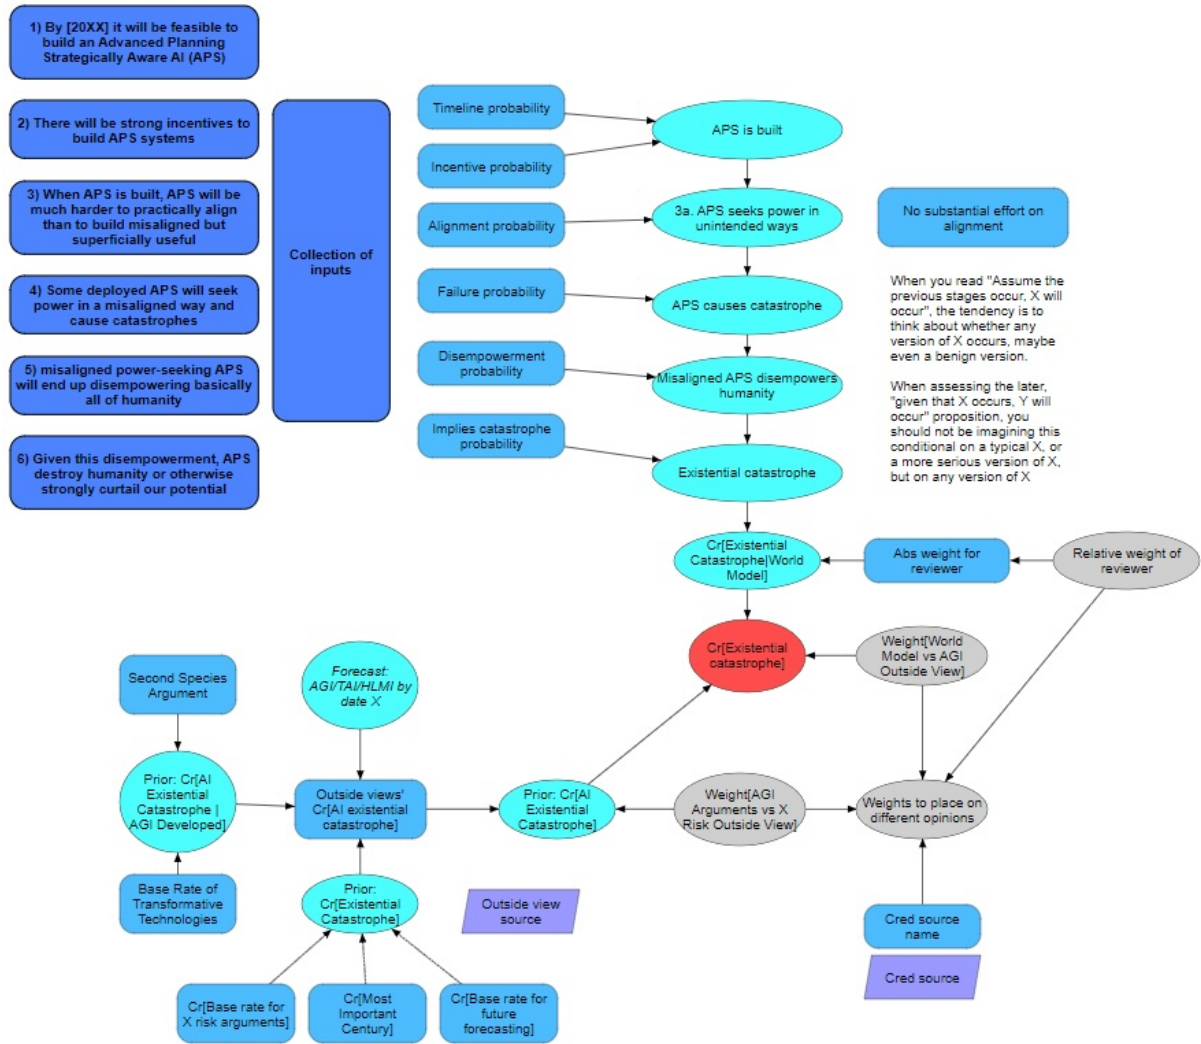 1) By [20XX] it will be feasible to
build an Advanced Planning
Strategically Aware AI (APS)
2) There will be strong incentives to
build APS systems
3) When APS is built, APS will be
much harder to practically align
than to build misaligned but
superficially useful
4) Some deployed APS will seek
power in a misaligned way and
cause catastrophes
5) misaligned power-seeking APS
will end up disempowering basically
all of humanity
6) Given this disempowerment, APS
destroy humanity or otherwise
strongly curtail our potential
Collection of
inputs
Timeline probability
Incentive probability
Alignment probability
Failure probability
Disempowerment
probability
Implies catastrophe
probability
APS is built
3a. APS seeks power in
unintended ways
APS causes catastrophe
Misaligned APS disempowers
humanity
Existential catastrophe
No substantial effort on
alignment
When you read "Assume the
previous stages occur, X will
occur", the tendency is to
think about whether any
version of X occurs, maybe
even a benign version.
When assessing the later,
"given that X occurs, Y will
occur" proposition, you
should not be imagining this
conditional on a typical X, or
a more serious version of X,
but on any version of X
Cr[Existential
Catastrophe|World
Model]
Abs weight for
reviewer
Relative weight of
reviewer
Cr[Existential
catastrophe]
Weight[World
Model vs AGI
Outside View]
Second Species
Argument
Forecast:
AGI/TAI/HLMI by
date X
Prior: Cr[AI
Existential
Catastrophe |
AGI Developed]
Outside views'
Cr[AI existential
catastrophe]
Prior: Cr[AI
Existential
Catastrophe]
Weight[AGI
Arguments vs X
Risk Outside View]
Weights to place on
different opinions
Base Rate of
Transformative
Technologies
Prior:
Cr[Existential
Catastrophe]
Outside view
source
Cred source
name
Cred source
Cr[Base rate for
X risk arguments]
Cr[Most
Important
Century]
Cr[Base rate for
future
forecasting]